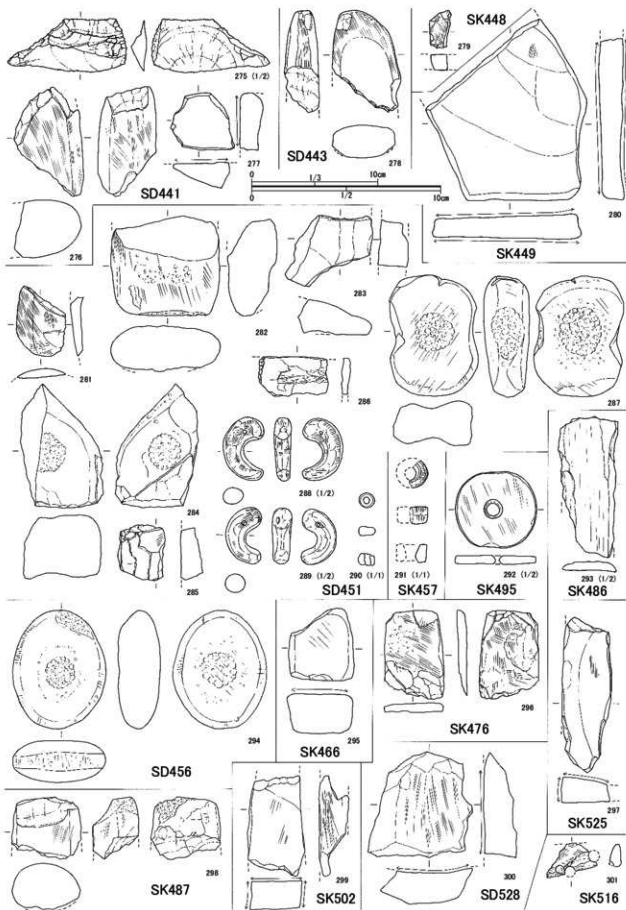 275 (1/2)
276
277
SD441
278
SD443
SK448
279
280
SK449
0 1/3 10cm
0 1/2 10cm
281
282
283
284
285
286
287
288 (1/2)
289 (1/2)
290 (1/1)
SD451
291 (1/1)
SK457
292 (1/2)
SK495
293 (1/2)
SK486
294
SD456
295
SK466
296
SK476
297
SK525
298
SK487
299
SK502
300
SD528
301
SK516